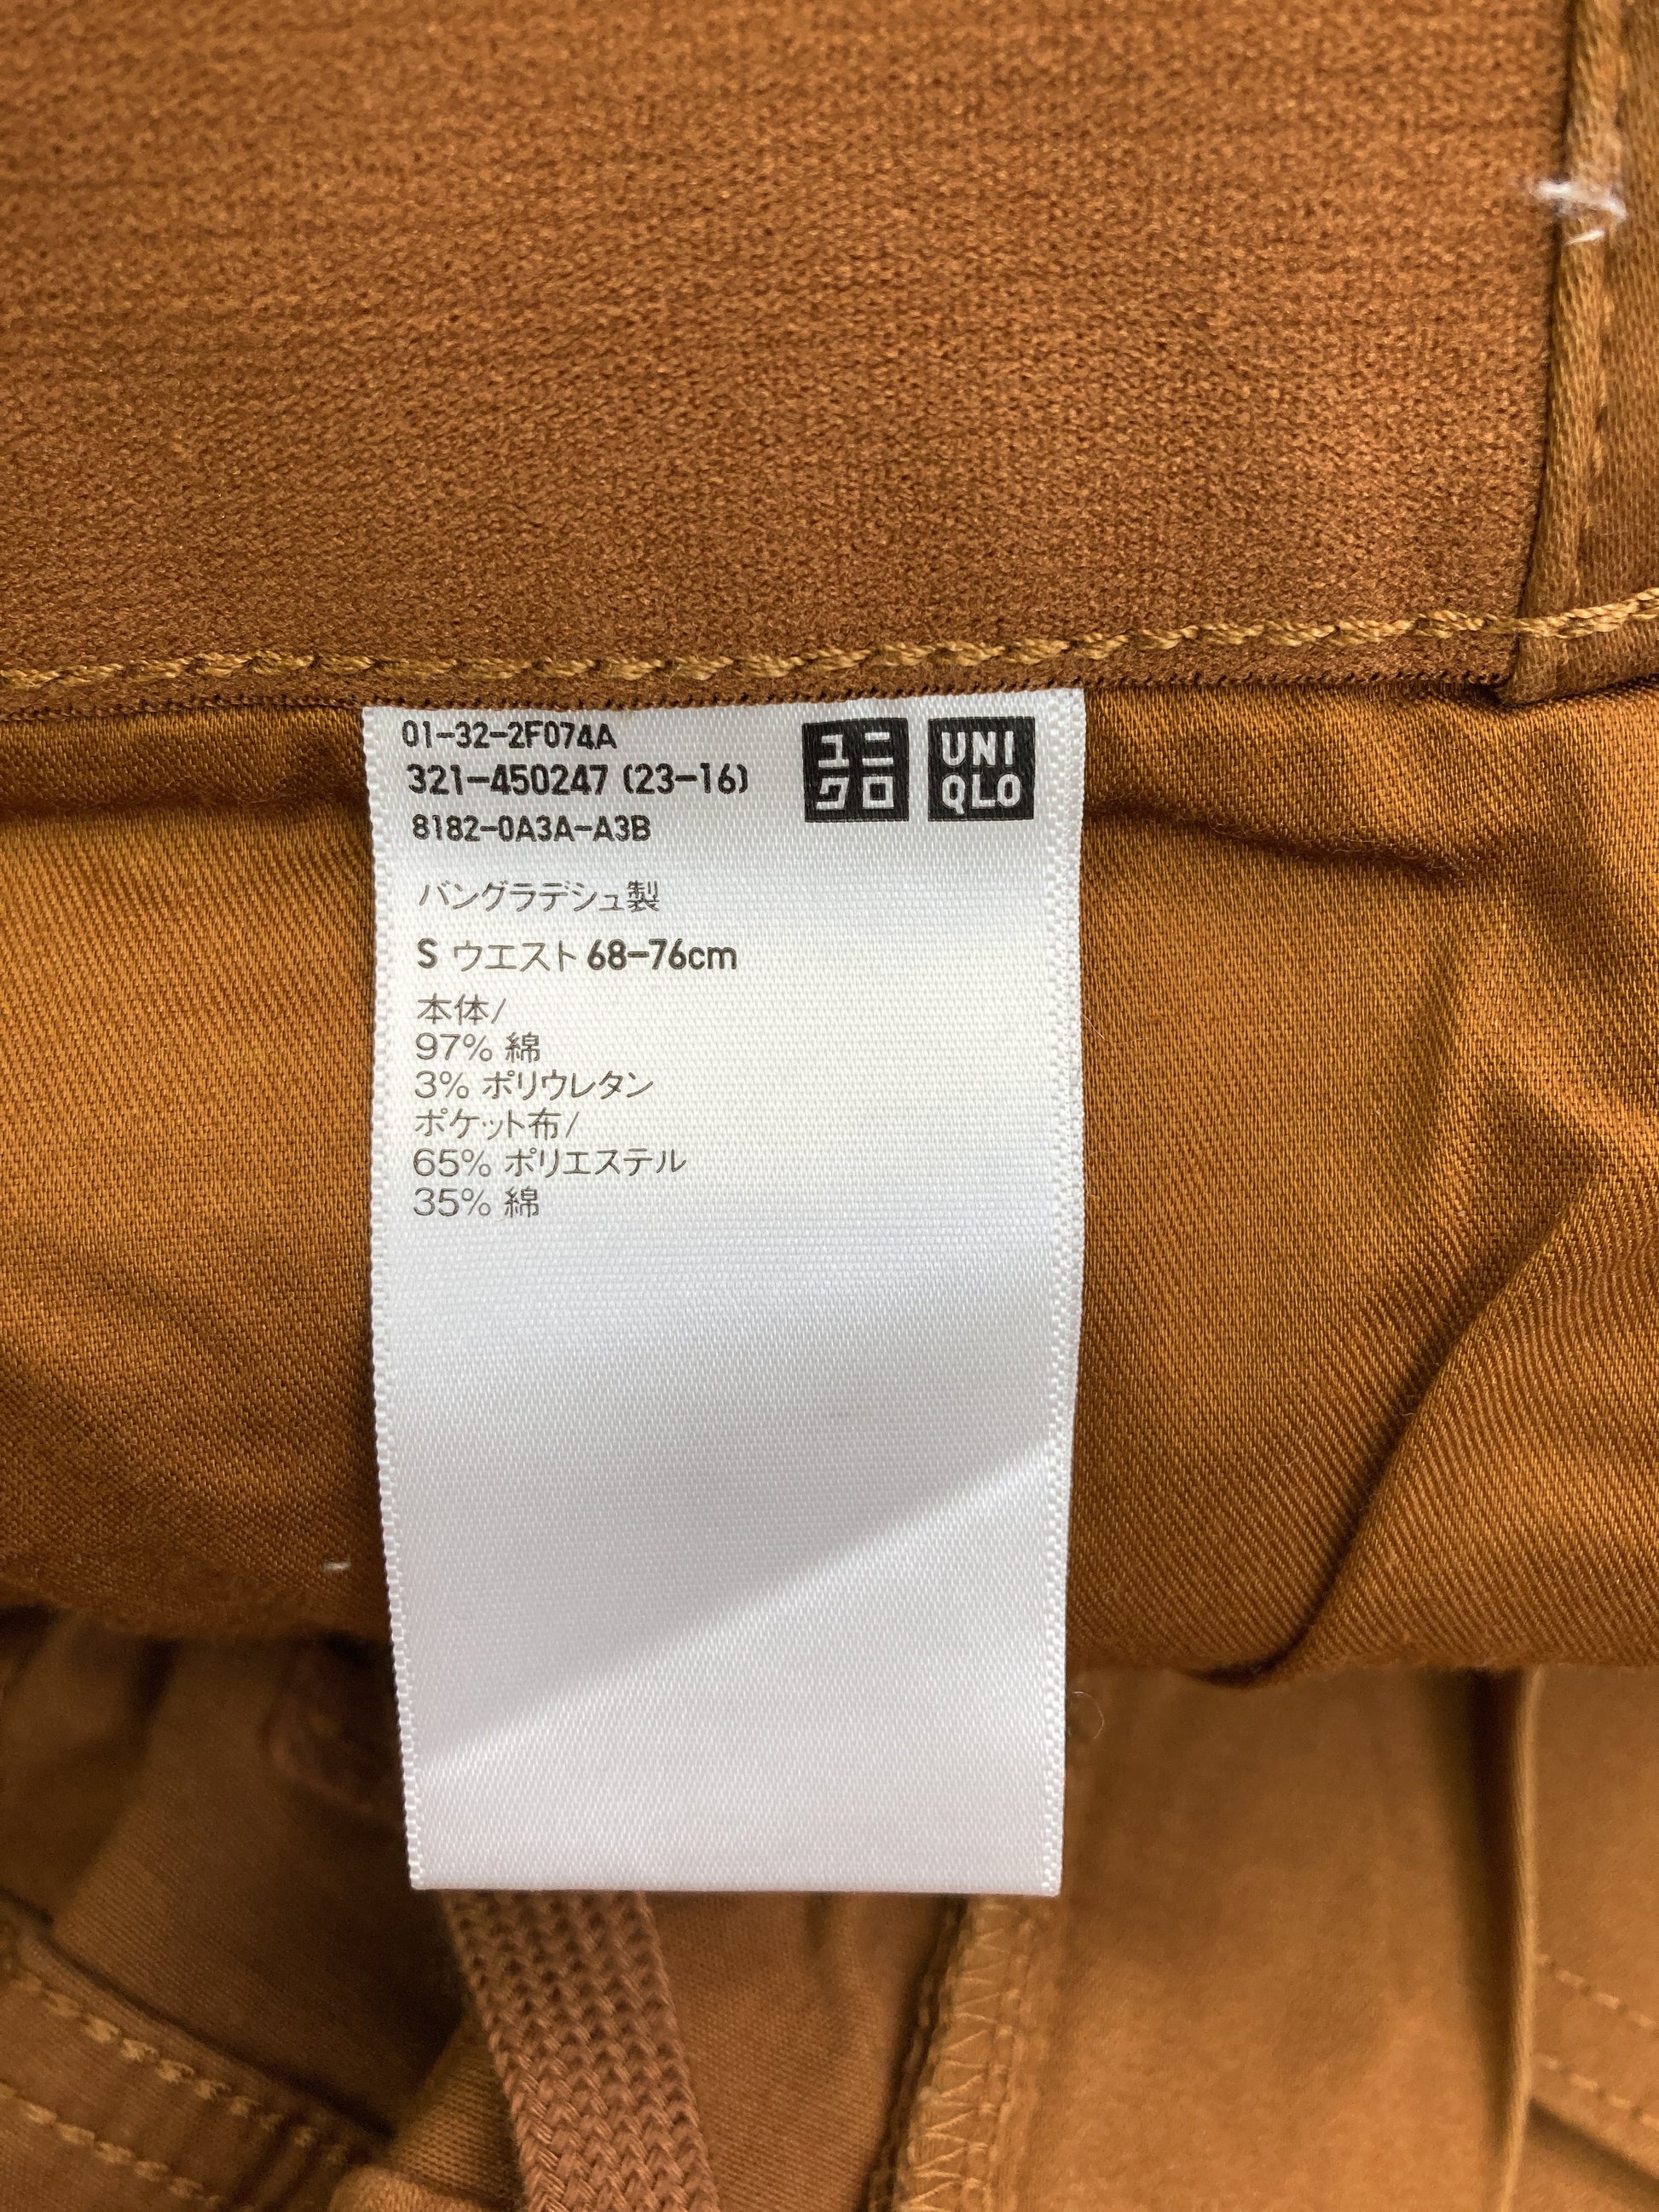 01-32-2F074A
321-450247 (23-16)
8182-0A3A-A3B
ユニ
クロ
UNI
QLO
バングラデシュ製
S ウエスト 68-76cm
本体/
97% 綿
3% ポリウレタン
ポケット布/
65% ポリエステル
35% 綿